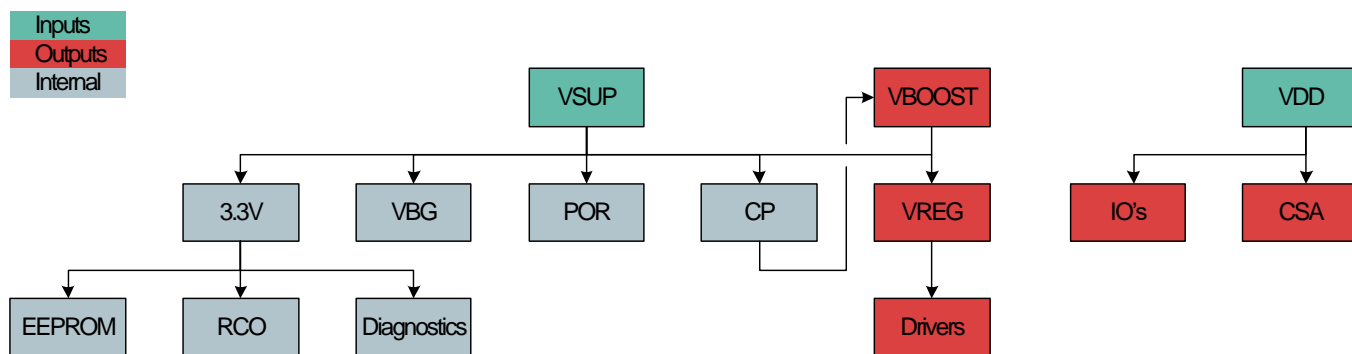 Inputs
Outputs
Internal
VSUP
VBOOST
VDD
3.3V
VBG
POR
CP
VREG
IO's
CSA
EEPROM
RCO
Diagnostics
Drivers